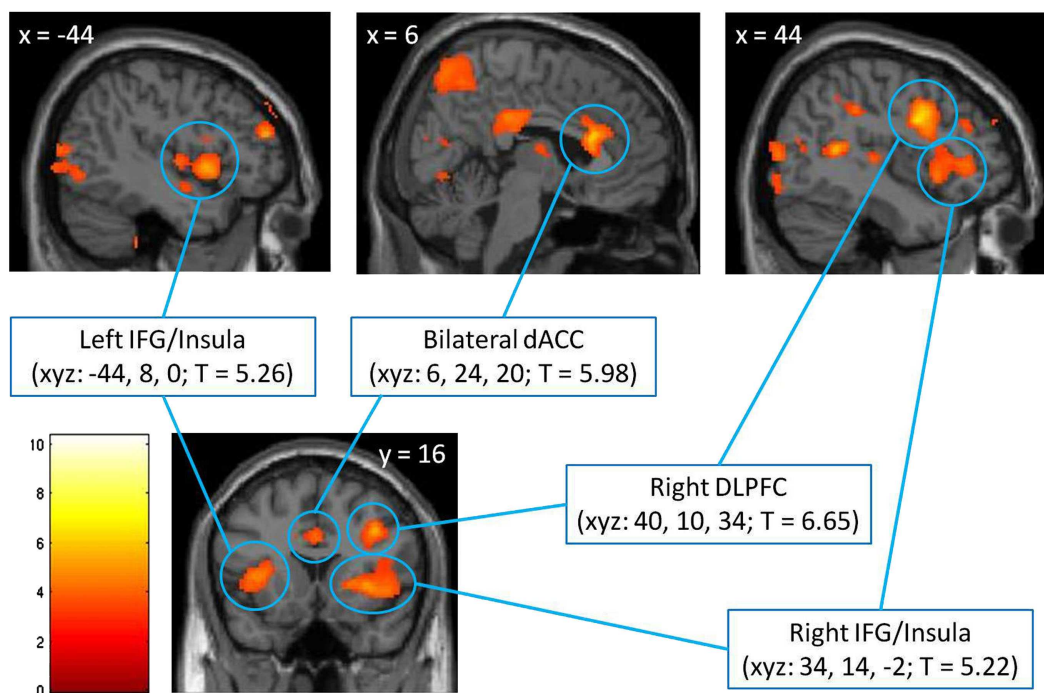 x = -44
x = 6
x = 44
Left IFG/Insula
(xyz: -44, 8, 0; T = 5.26)
Bilateral dACC
(xyz: 6, 24, 20; T = 5.98)
10
8
6
4
2
0
y = 16
Right DLPFC
(xyz: 40, 10, 34; T = 6.65)
Right IFG/Insula
(xyz: 34, 14, -2; T = 5.22)